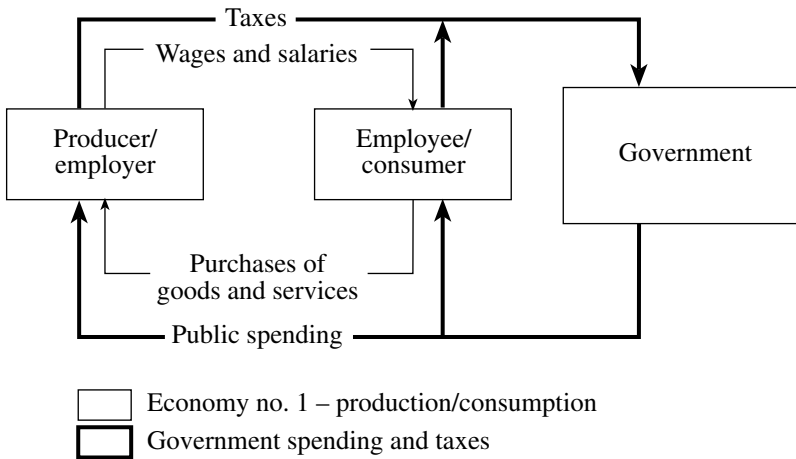 Taxes
Wages and salaries
Producer/
employer
Employee/
consumer
Government
Purchases of
goods and services
Public spending
Economy no. 1 – production/consumption
Government spending and taxes